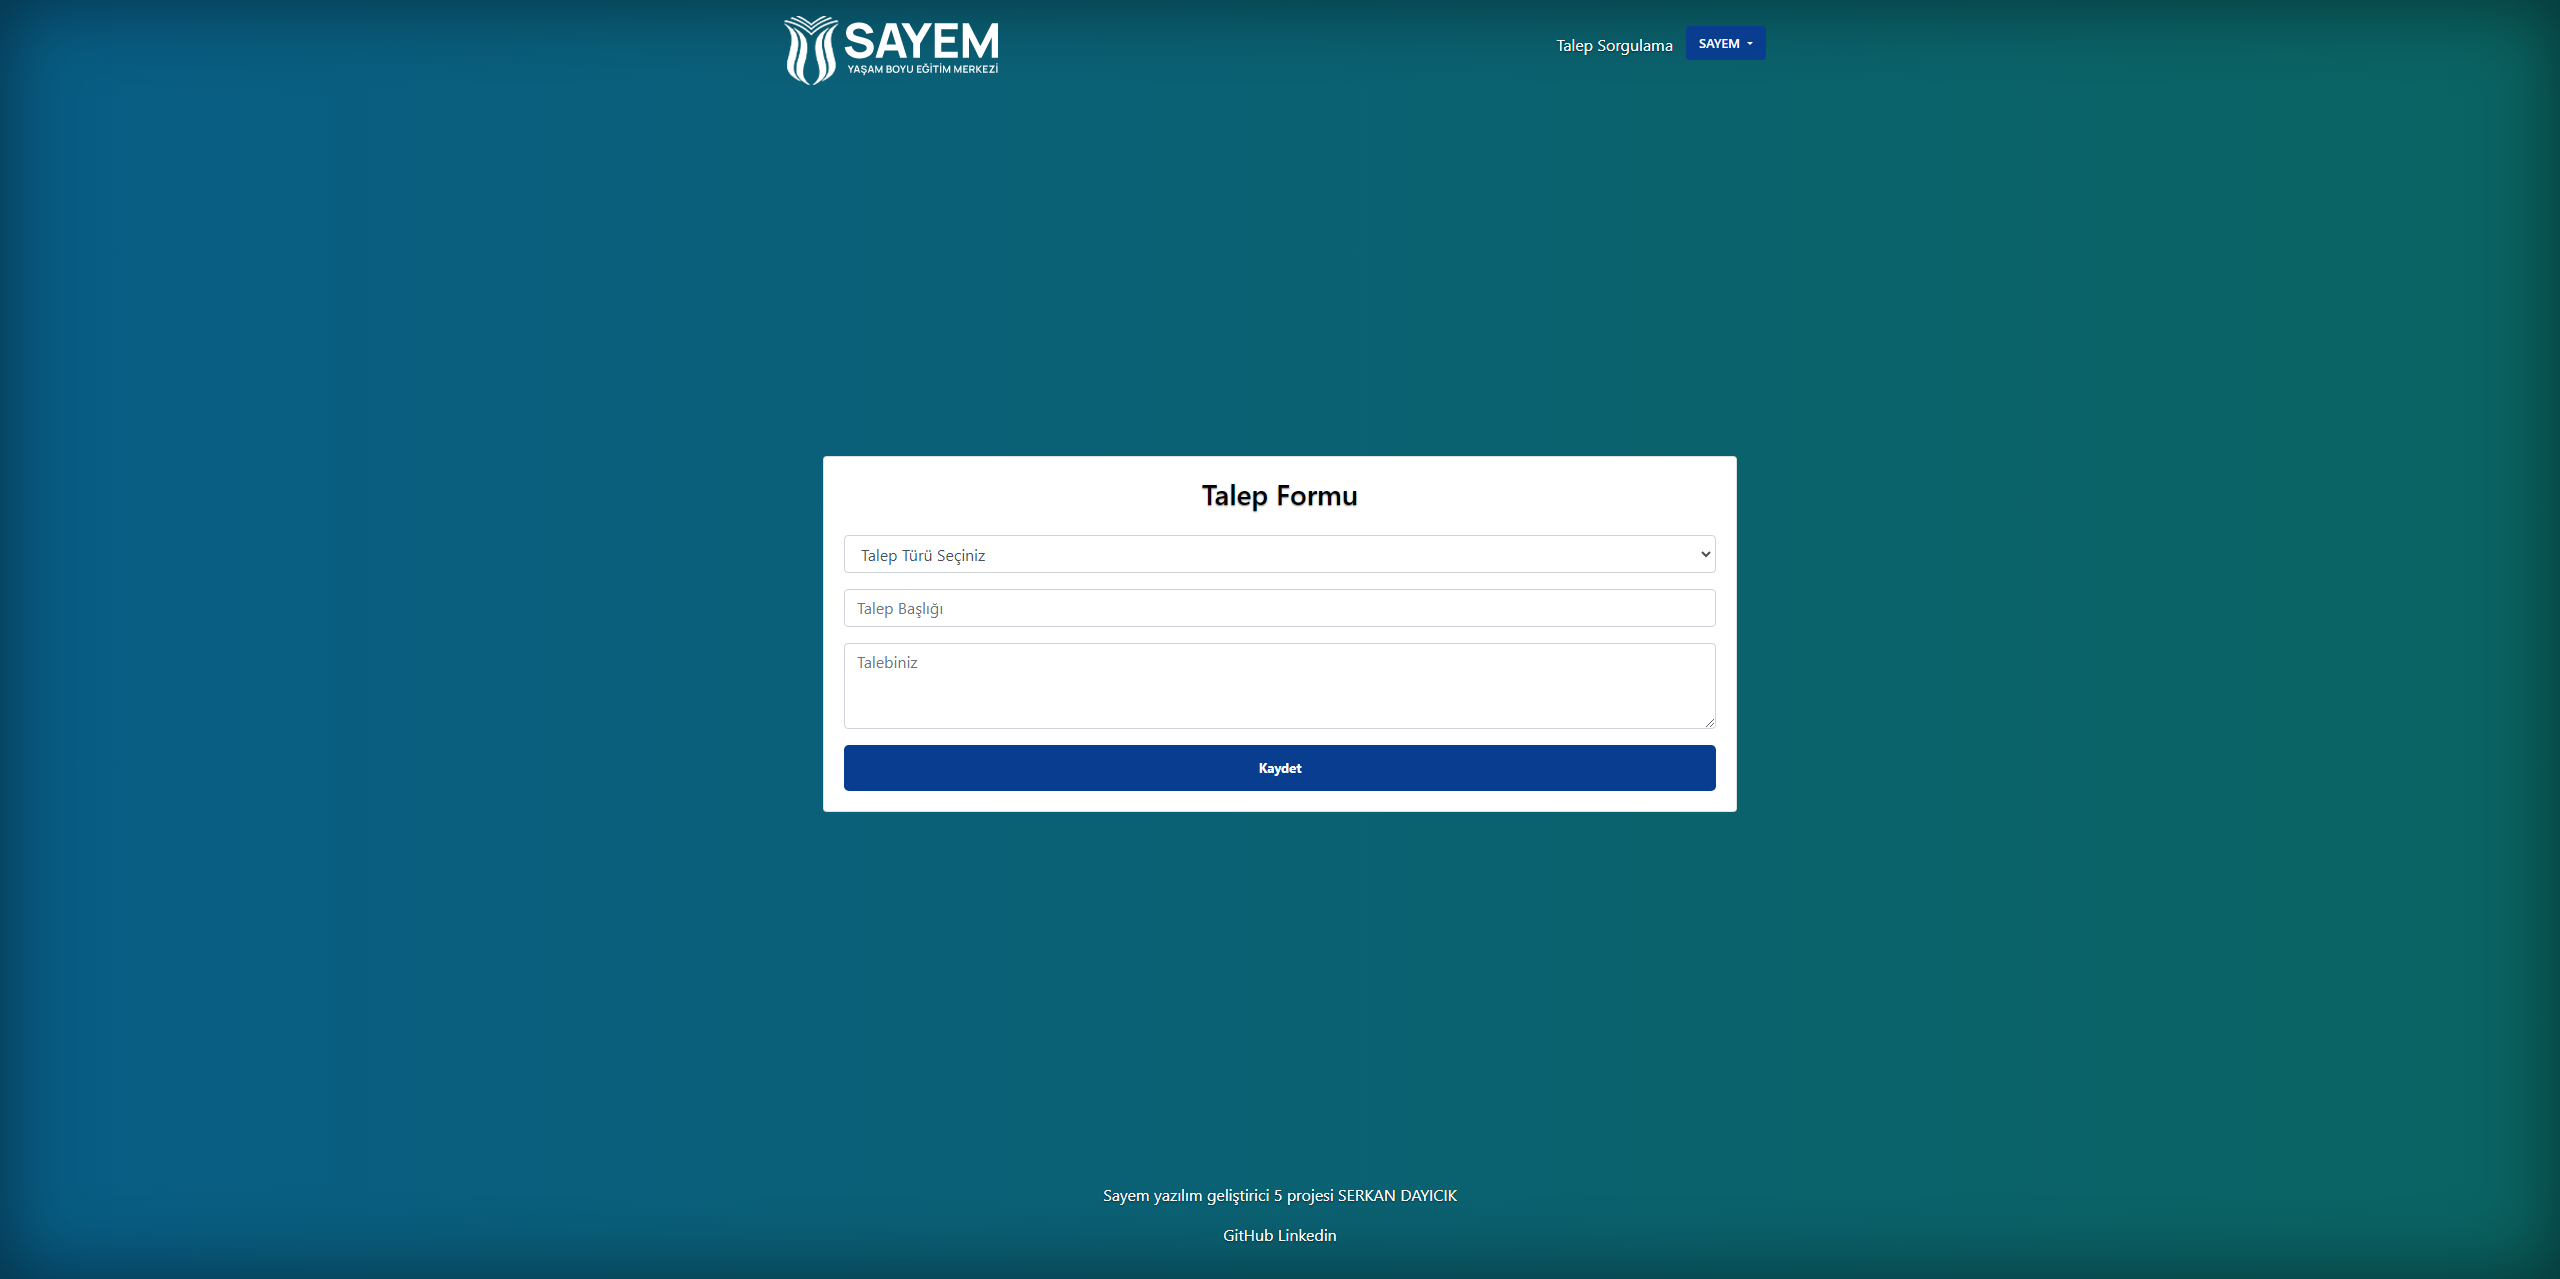 SAYEM
YAŞAM BOYU EĞİTİM MERKEZİ
Talep Sorgulama
SAYEM
Talep Formu
Talep Türü Seçiniz
Talep Başlığı
Talebiniz
Kaydet
Sayem yazılım geliştirici 5 projesi SERKAN DAYICIK
GitHub Linkedin